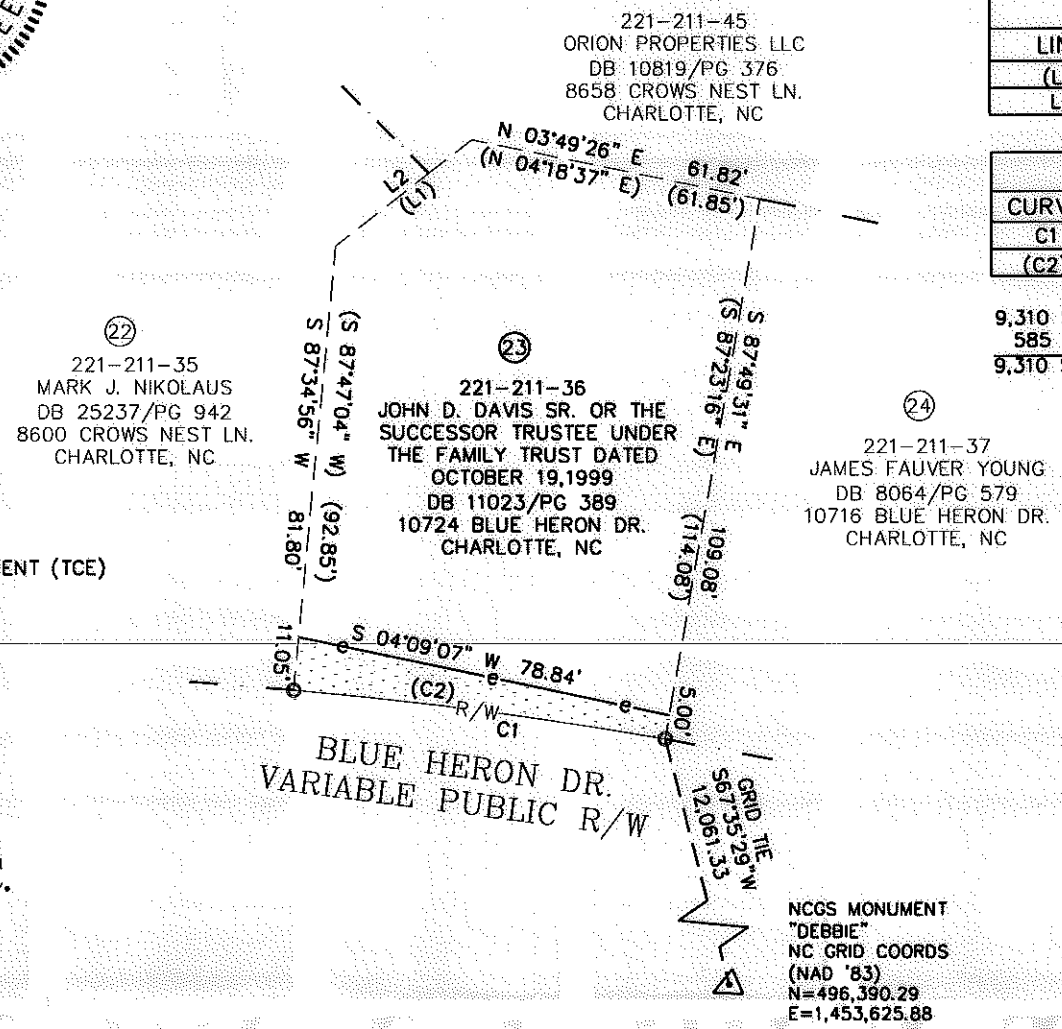 221-211-45
ORION PROPERTIES LLC
DB 10819/PG 376
8658 CROWS NEST LN.
CHARLOTTE, NC
LIN
(L
L
N 03°49'26" E 61.82'
(N 04°18'37" E) (61.85')
L2
(L1)
CURV
C1
(C2
9,310
585
9,310 S
22
221-211-35
MARK J. NIKOLAUS
DB 25237/PG 942
8600 CROWS NEST LN.
CHARLOTTE, NC
(S 87°47'04" W) (92.85')
S 87°34'56" W 81.80'
23
221-211-36
JOHN D. DAVIS SR. OR THE
SUCCESSOR TRUSTEE UNDER
THE FAMILY TRUST DATED
OCTOBER 19,1999
DB 11023/PG 389
10724 BLUE HERON DR.
CHARLOTTE, NC
S 87°49'31" E 109.08'
(S 87°23'16" E) (114.08')
24
221-211-37
JAMES FAUVER YOUNG
DB 8064/PG 579
10716 BLUE HERON DR.
CHARLOTTE, NC
ENT (TCE)
11.05'
S 04°09'07" W 78.84'
e
e
e
5.00'
(C2)
R/W
C1
BLUE HERON DR.
VARIABLE PUBLIC R/W
GRID TIE
S67°35'29"W
12,061.33
NCGS MONUMENT
"DEBBIE"
NC GRID COORDS
(NAD '83)
N=496,390.29
E=1,453,625.88